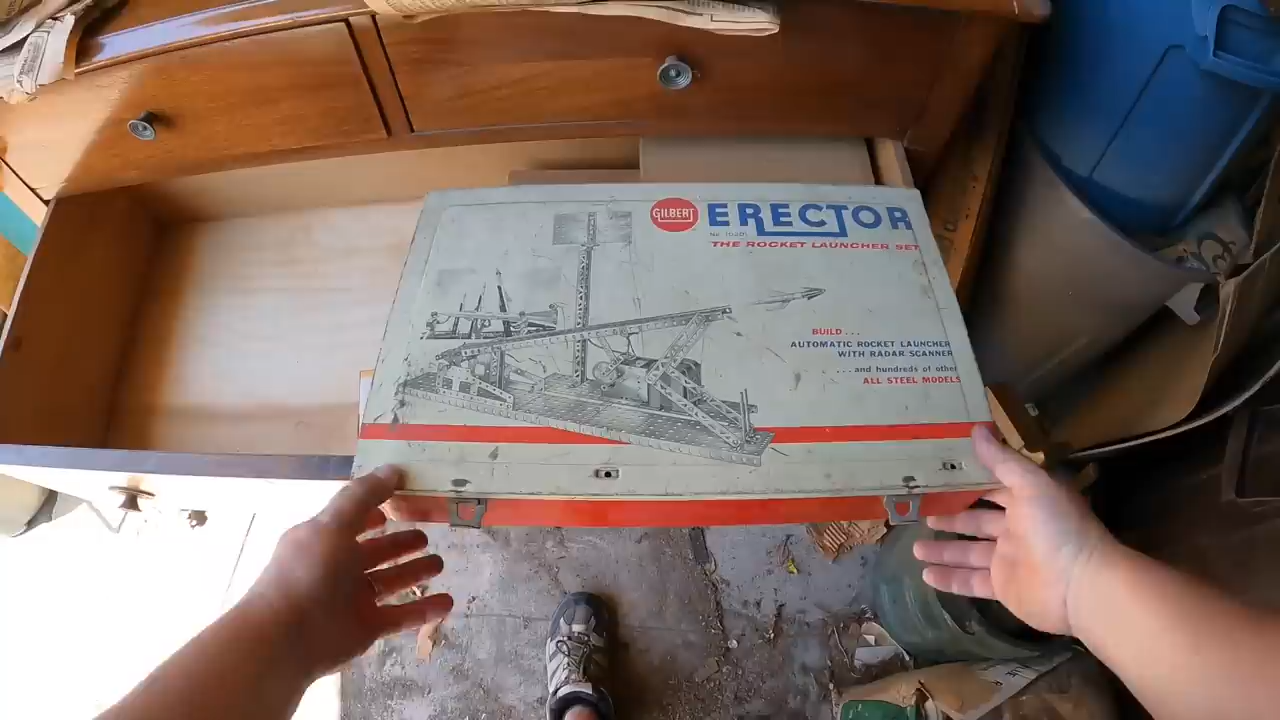 GILBERT
ERECTOR
THE ROCKET LAUNCHER SET
BUILD...
AUTOMATIC ROCKET LAUNCHER
WITH RADAR SCANNER
...and hundreds of other
ALL STEEL MODELS